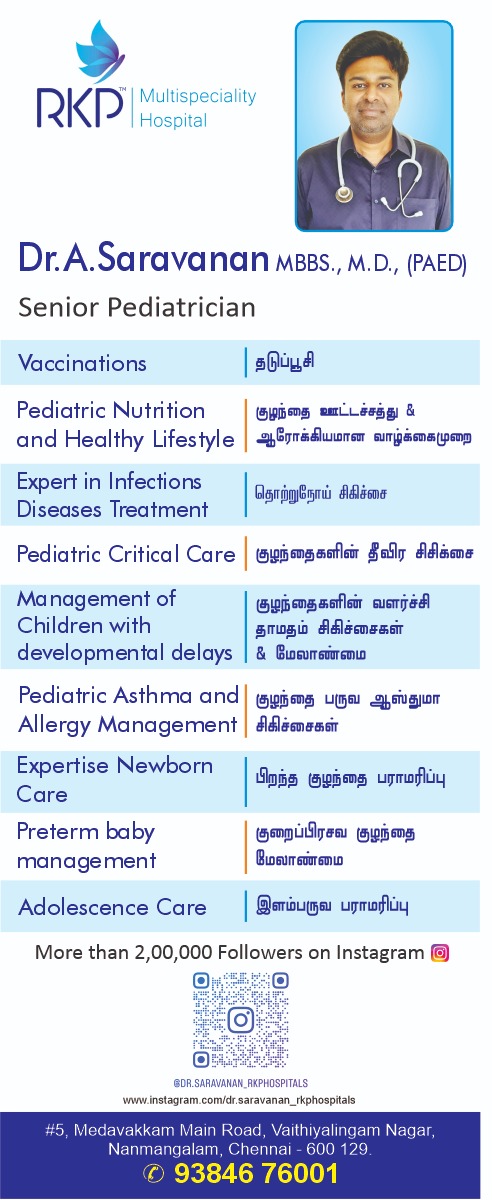 RKP™ Multispeciality
Hospital
Dr.A.Saravanan MBBS., M.D., (PAED)
Senior Pediatrician
Vaccinations
தடுப்பூசி
Pediatric Nutrition
and Healthy Lifestyle
குழந்தை ஊட்டச்சத்து &
ஆரோக்கியமான வாழ்க்கைமுறை
Expert in Infections
Diseases Treatment
தொற்றுநோய் சிகிச்சை
Pediatric Critical Care
குழந்தைகளின் தீவிர சிசிக்சை
Management of
Children with
developmental delays
குழந்தைகளின் வளர்ச்சி
தாமதம் சிகிச்சைகள்
& மேலாண்மை
Pediatric Asthma and
Allergy Management
குழந்தை பருவ ஆஸ்துமா
சிகிச்சைகள்
Expertise Newborn
Care
பிறந்த குழந்தை பராமரிப்பு
Preterm baby
management
குறைப்பிரசவ குழந்தை
மேலாண்மை
Adolescence Care
இளம்பருவ பராமரிப்பு
More than 2,00,000 Followers on Instagram
@DR.SARAVANAN_RKPHOSPITALS
www.instagram.com/dr.saravanan_rkphospitals
#5, Medavakkam Main Road, Vaithiyalingam Nagar,
Nanmangalam, Chennai - 600 129.
93846 76001